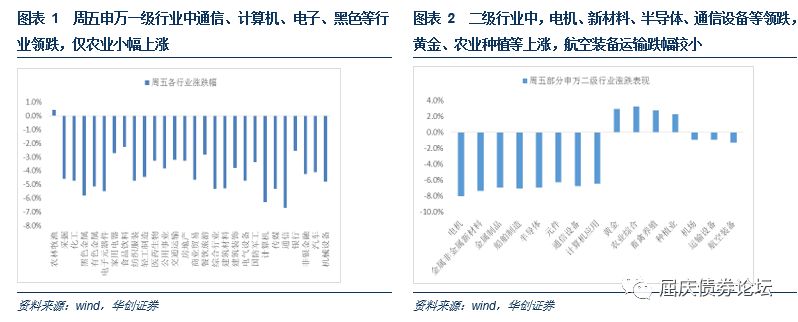 图表 1 周五申万一级行业中通信、计算机、电子、黑色等行
业领跌，仅农业小幅上涨
周五各行业涨跌幅
1.0%
0.0%
-1.0%
-2.0%
-3.0%
-4.0%
-5.0%
-6.0%
-7.0%
-8.0%
农林牧渔
采掘
化工
黑色金属
有色金属
电子元器件
家用电器
食品饮料
纺织服装
轻工制造
医药生物
公用事业
交通运输
房地产
商业贸易
餐饮旅游
综合行业
建筑材料
建筑装饰
电气设备
国防军工
计算机
传媒
通信
银行
非银金融
汽车
机械设备
资料来源：wind，华创证券
图表 2 二级行业中，电机、新材料、半导体、通信设备等领跌，
黄金、农业种植等上涨，航空装备运输跌幅较小
周五部分申万二级行业涨跌表现
4.0%
2.0%
0.0%
-2.0%
-4.0%
-6.0%
-8.0%
-10.0%
电机
金属非金属新材料
金属制品
船舶制造
半导体
元件
通信设备
计算机应用
黄金
农业综合
畜禽养殖
种植业
机场
运输设备
航空装备
资料来源：wind，华创证券
屈庆债券论坛